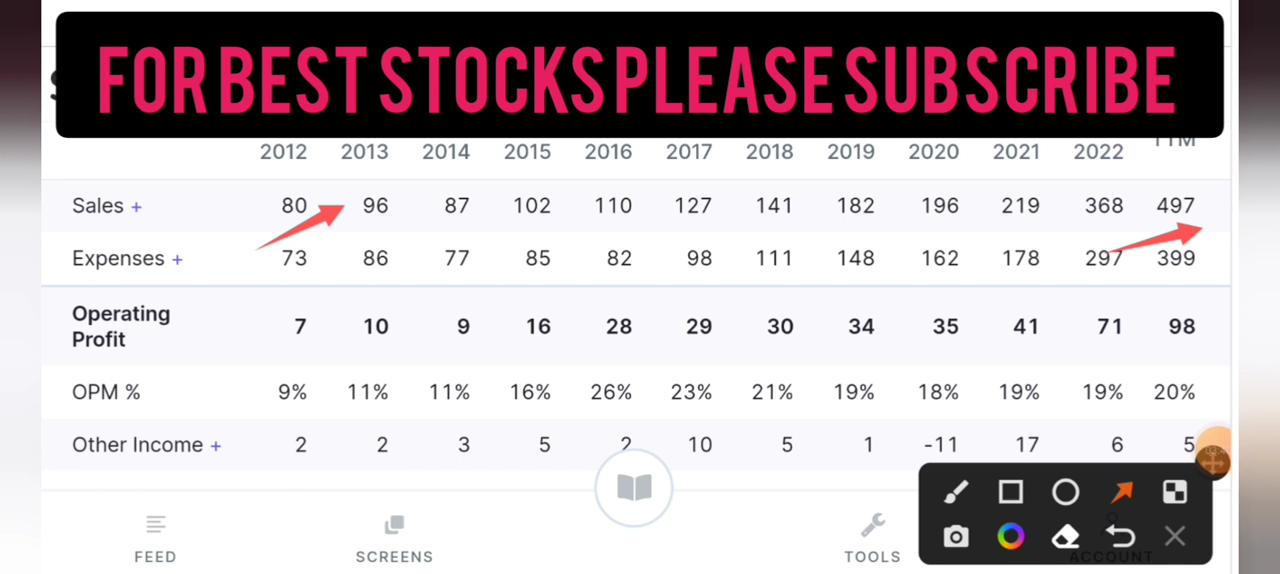 FOR BEST STOCKS PLEASE SUBSCRIBE
2012 2013 2014 2015 2016 2017 2018 2019 2020 2021 2022 TTM
Sales + 80 96 87 102 110 127 141 182 196 219 368 497
Expenses + 73 86 77 85 82 98 111 148 162 178 297 399
Operating
Profit 7 10 9 16 28 29 30 34 35 41 71 98
OPM % 9% 11% 11% 16% 26% 23% 21% 19% 18% 19% 19% 20%
Other Income + 2 2 3 5 2 10 5 1 -11 17 6 5
FEED SCREENS TOOLS ACCOUNT